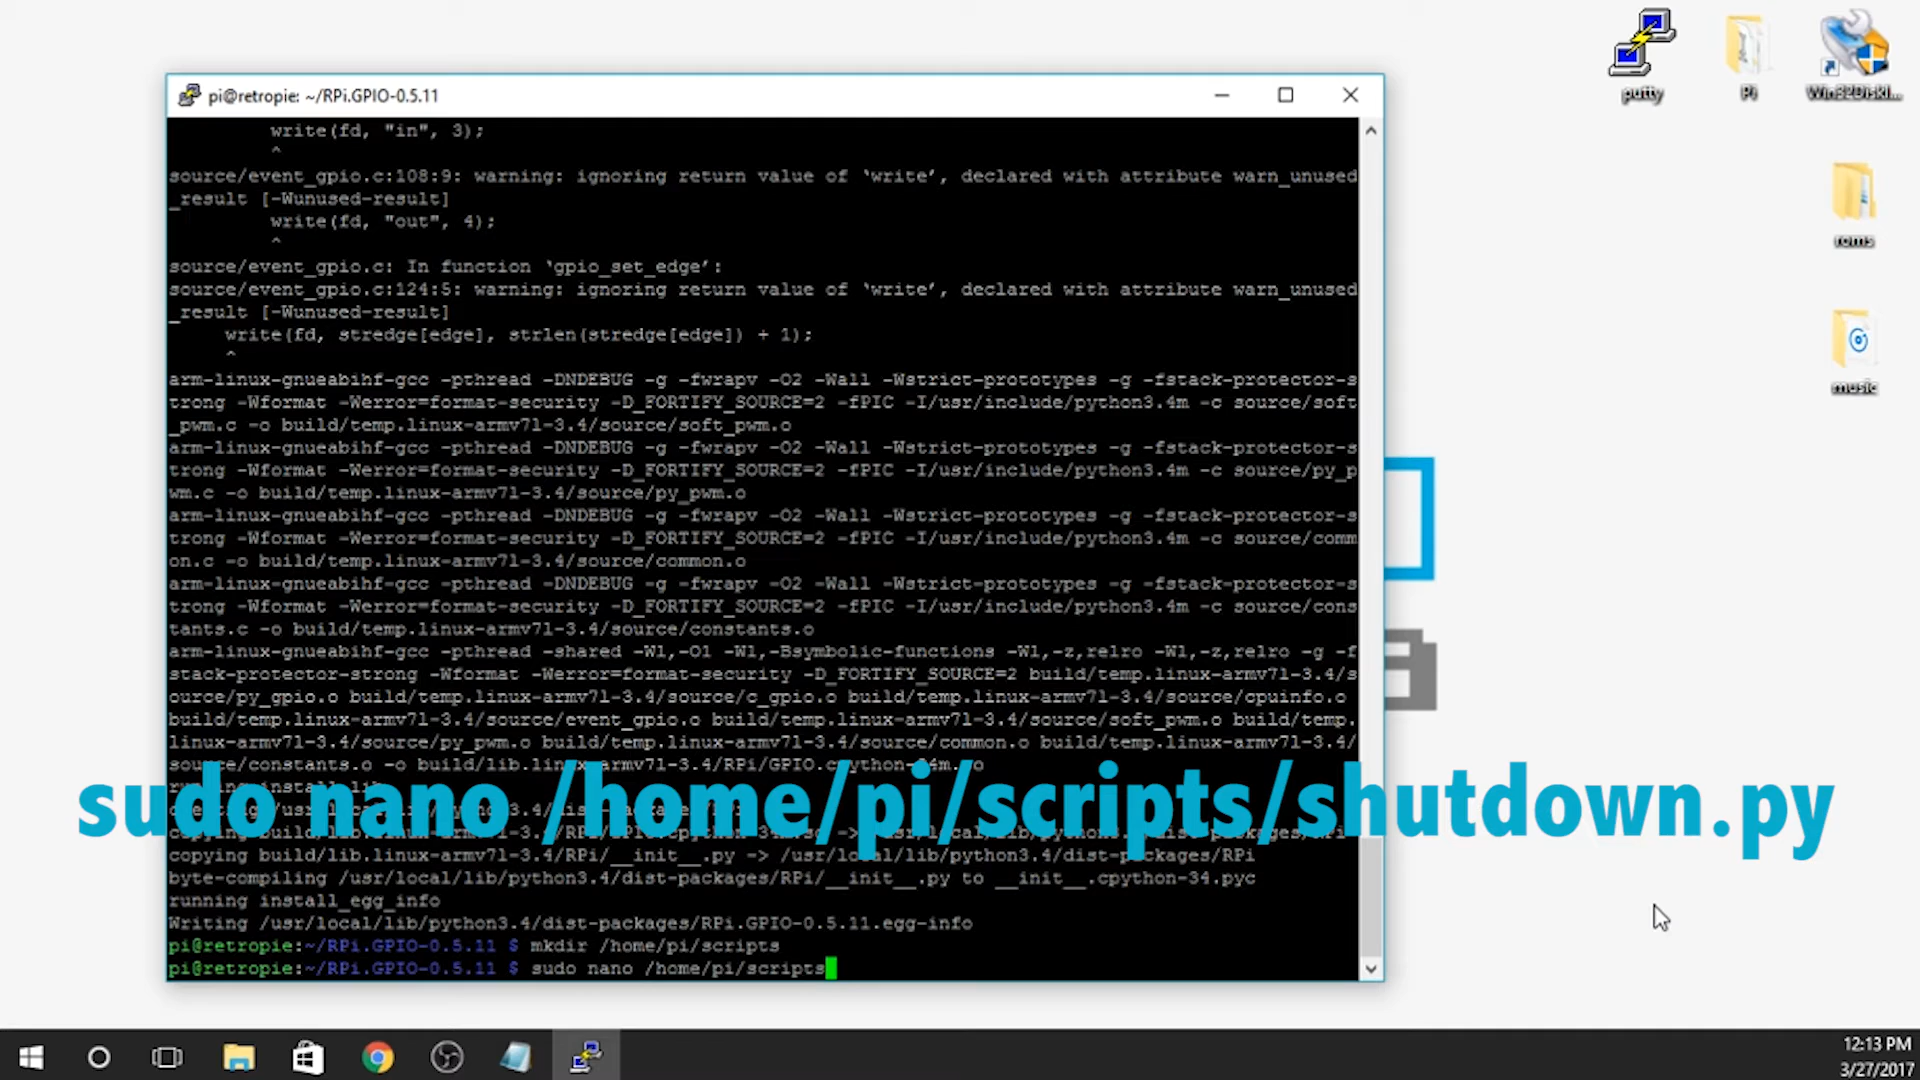 pi@retropie: ~/RPi.GPIO-0.5.11
putty
Pi
Win32DiskI...
roms
music
write(fd, "in", 3);
^
source/event_gpio.c:108:9: warning: ignoring return value of ‘write’, declared with attribute warn_unused
_result [-Wunused-result]
write(fd, "out", 4);
^
source/event_gpio.c: In function ‘gpio_set_edge’:
source/event_gpio.c:124:5: warning: ignoring return value of ‘write’, declared with attribute warn_unused
_result [-Wunused-result]
write(fd, stredge[edge], strlen(stredge[edge]) + 1);
^
arm-linux-gnueabihf-gcc -pthread -DNDEBUG -g -fwrapv -O2 -Wall -Wstrict-prototypes -g -fstack-protector-s
trong -Wformat -Werror=format-security -D_FORTIFY_SOURCE=2 -fPIC -I/usr/include/python3.4m -c source/soft
_pwm.c -o build/temp.linux-armv7l-3.4/source/soft_pwm.o
arm-linux-gnueabihf-gcc -pthread -DNDEBUG -g -fwrapv -O2 -Wall -Wstrict-prototypes -g -fstack-protector-s
trong -Wformat -Werror=format-security -D_FORTIFY_SOURCE=2 -fPIC -I/usr/include/python3.4m -c source/py_p
wm.c -o build/temp.linux-armv7l-3.4/source/py_pwm.o
arm-linux-gnueabihf-gcc -pthread -DNDEBUG -g -fwrapv -O2 -Wall -Wstrict-prototypes -g -fstack-protector-s
trong -Wformat -Werror=format-security -D_FORTIFY_SOURCE=2 -fPIC -I/usr/include/python3.4m -c source/comm
on.c -o build/temp.linux-armv7l-3.4/source/common.o
arm-linux-gnueabihf-gcc -pthread -DNDEBUG -g -fwrapv -O2 -Wall -Wstrict-prototypes -g -fstack-protector-s
trong -Wformat -Werror=format-security -D_FORTIFY_SOURCE=2 -fPIC -I/usr/include/python3.4m -c source/cons
tants.c -o build/temp.linux-armv7l-3.4/source/constants.o
arm-linux-gnueabihf-gcc -pthread -shared -Wl,-O1 -Wl,-Bsymbolic-functions -Wl,-z,relro -Wl,-z,relro -g -f
stack-protector-strong -Wformat -Werror=format-security -D_FORTIFY_SOURCE=2 build/temp.linux-armv7l-3.4/s
ource/py_gpio.o build/temp.linux-armv7l-3.4/source/c_gpio.o build/temp.linux-armv7l-3.4/source/cpuinfo.o
build/temp.linux-armv7l-3.4/source/event_gpio.o build/temp.linux-armv7l-3.4/source/soft_pwm.o build/temp.
linux-armv7l-3.4/source/py_pwm.o build/temp.linux-armv7l-3.4/source/common.o build/temp.linux-armv7l-3.4/
source/constants.o -o build/lib.linux-armv7l-3.4/RPi/GPIO.cpython-34m.so
running install_lib
sudo nano /home/pi/scripts/shutdown.py
copying build/lib.linux-armv7l-3.4/RPi/__init__.py -> /usr/local/lib/python3.4/dist-packages/RPi
byte-compiling /usr/local/lib/python3.4/dist-packages/RPi/__init__.py to __init__.cpython-34.pyc
running install_egg_info
Writing /usr/local/lib/python3.4/dist-packages/RPi.GPIO-0.5.11.egg-info
pi@retropie:~/RPi.GPIO-0.5.11 $ mkdir /home/pi/scripts
pi@retropie:~/RPi.GPIO-0.5.11 $ sudo nano /home/pi/scripts
12:13 PM
3/27/2017